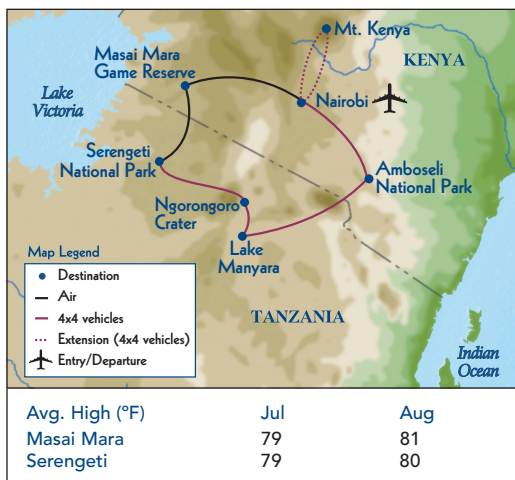 Mt. Kenya
KENYA
Masai Mara
Game Reserve
Lake
Victoria
Nairobi
Serengeti
National Park
Amboseli
National Park
Ngorongoro
Crater
Lake
Manyara
Map Legend
Destination
Air
4x4 vehicles
Extension (4x4 vehicles)
Entry/Departure
TANZANIA
Indian
Ocean
Avg. High (ºF) Jul Aug
Masai Mara 79 81
Serengeti 79 80